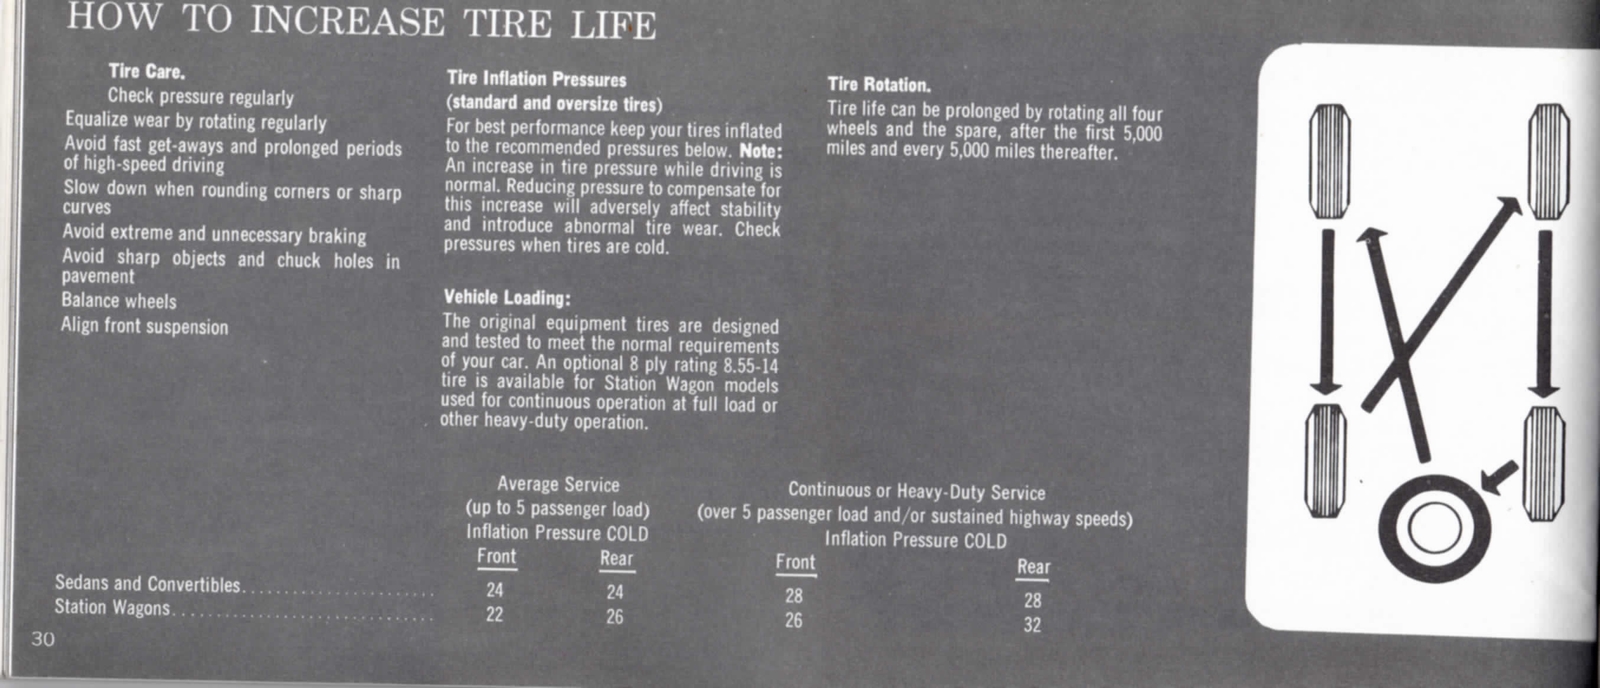 HOW TO INCREASE TIRE LIFE
Tire Care.
Check pressure regularly
Equalize wear by rotating regularly
Avoid fast get-aways and prolonged periods
of high-speed driving
Slow down when rounding corners or sharp
curves
Avoid extreme and unnecessary braking
Avoid sharp objects and chuck holes in
pavement
Balance wheels
Align front suspension
Tire Inflation Pressures
(standard and oversize tires)
For best performance keep your tires inflated
to the recommended pressures below. Note:
An increase in tire pressure while driving is
normal. Reducing pressure to compensate for
this increase will adversely affect stability
and introduce abnormal tire wear. Check
pressures when tires are cold.
Vehicle Loading:
The original equipment tires are designed
and tested to meet the normal requirements
of your car. An optional 8 ply rating 8.55-14
tire is available for Station Wagon models
used for continuous operation at full load or
other heavy-duty operation.
Tire Rotation.
Tire life can be prolonged by rotating all four
wheels and the spare, after the first 5,000
miles and every 5,000 miles thereafter.
Average Service
(up to 5 passenger load)
Inflation Pressure COLD
Continuous or Heavy-Duty Service
(over 5 passenger load and/or sustained highway speeds)
Inflation Pressure COLD
Front Rear Front Rear
Sedans and Convertibles...................... 24 24 28 28
Station Wagons.............................. 22 26 26 32
30